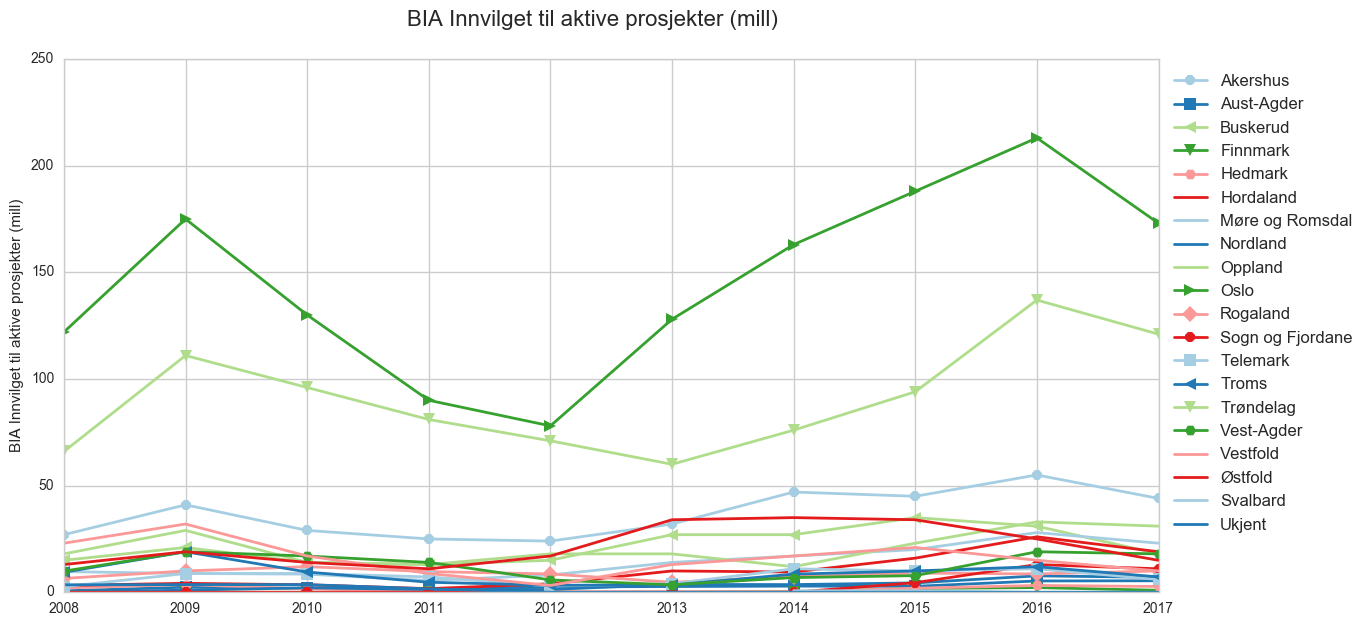 BIA Innvilget til aktive prosjekter (mill)
BIA Innvilget til aktive prosjekter (mill)
250
200
150
100
50
0
2008 2009 2010 2011 2012 2013 2014 2015 2016 2017
Akershus
Aust-Agder
Buskerud
Finnmark
Hedmark
Hordaland
Møre og Romsdal
Nordland
Oppland
Oslo
Rogaland
Sogn og Fjordane
Telemark
Troms
Trøndelag
Vest-Agder
Vestfold
Østfold
Svalbard
Ukjent